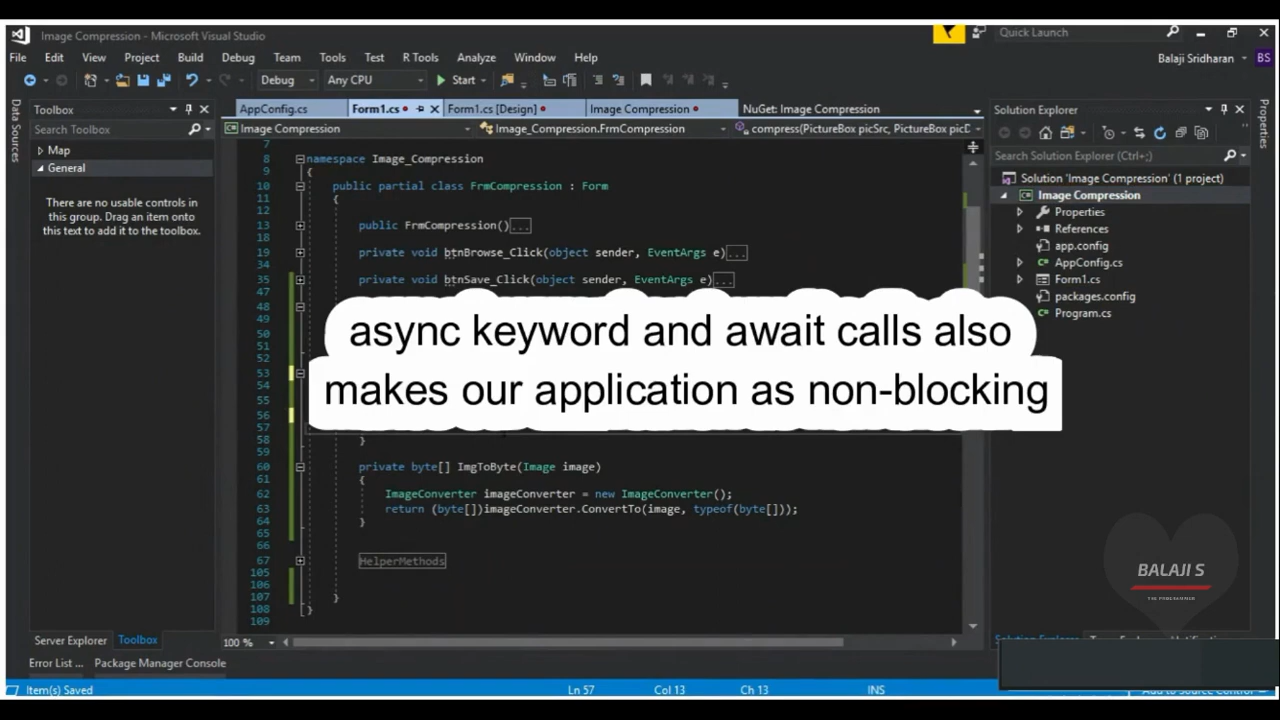 Image Compression - Microsoft Visual Studio
Quick Launch
File Edit View Project Build Debug Team Tools Test R Tools Analyze Window Help
Balaji Sridharan BS
Debug Any CPU Start
Data Sources
Toolbox
Search Toolbox
Map
General
There are no usable controls in
this group. Drag an item onto
this text to add it to the toolbox.
AppConfig.cs Form1.cs Form1.cs [Design] Image Compression NuGet: Image Compression
Image Compression Image_Compression.FrmCompression compress(PictureBox picSrc, PictureBox picD
7
8 namespace Image_Compression
9 {
10 public partial class FrmCompression : Form
11 {
12
13 public FrmCompression()...
18
19 private void btnBrowse_Click(object sender, EventArgs e)...
34
35 private void btnSave_Click(object sender, EventArgs e)...
47
48
49
50
51
52
53
54
55
56
57
58 }
59
60 private byte[] ImgToByte(Image image)
61 {
62 ImageConverter imageConverter = new ImageConverter();
63 return (byte[])imageConverter.ConvertTo(image, typeof(byte[]));
64 }
65
66
67 HelperMethods
105
106
107 }
108 }
109
async keyword and await calls also
makes our application as non-blocking
100 %
Solution Explorer
Search Solution Explorer (Ctrl+;)
Solution 'Image Compression' (1 project)
Image Compression
Properties
References
app.config
AppConfig.cs
Form1.cs
packages.config
Program.cs
Properties
BALAJI S
THE PROGRAMMER
Server Explorer Toolbox
Error List ... Package Manager Console
Item(s) Saved Ln 57 Col 13 Ch 13 INS
Add to Source Control